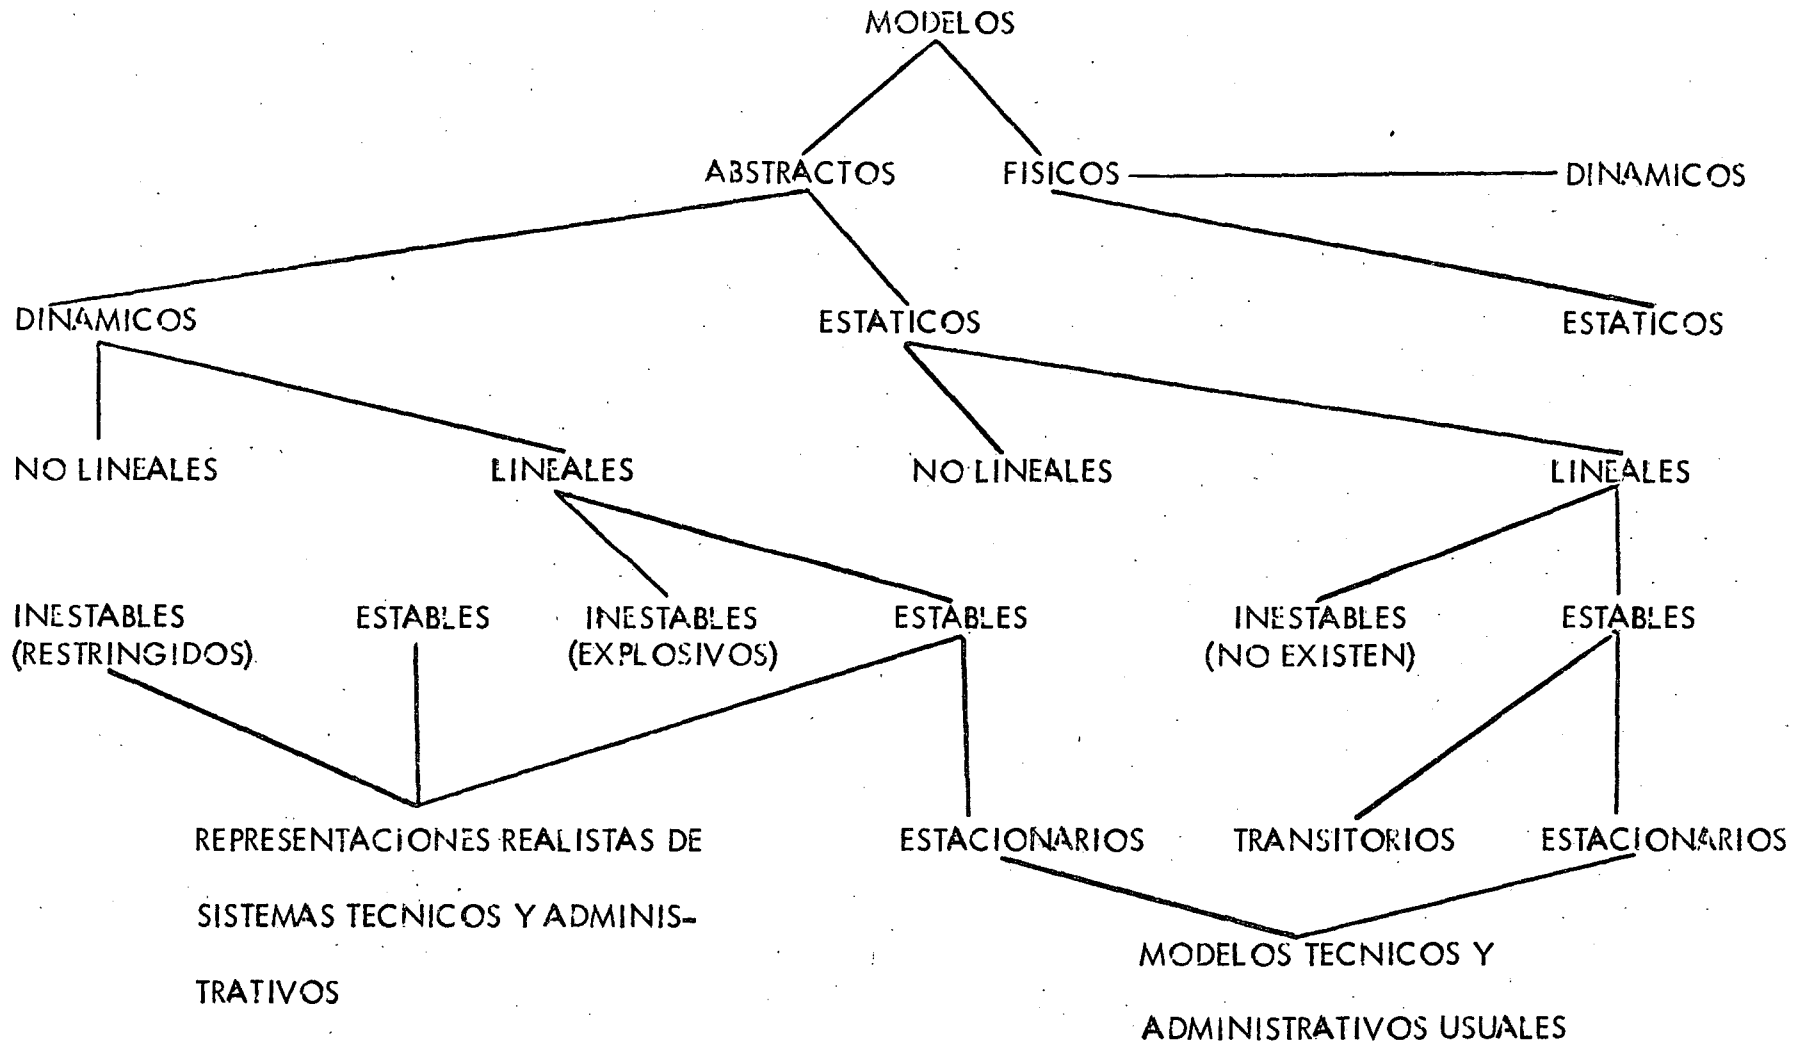 MODELOS
ABSTRACTOS FISICOS DINAMICOS
DINAMICOS ESTATICOS ESTATICOS
NO LINEALES LINEALES NO LINEALES LINEALES
INESTABLES ESTABLES INESTABLES ESTABLES INESTABLES ESTABLES
(RESTRINGIDOS) (EXPLOSIVOS) (NO EXISTEN)
REPRESENTACIONES REALISTAS DE ESTACIONARIOS TRANSITORIOS ESTACIONARIOS
SISTEMAS TECNICOS Y ADMINIS-
MODELOS TECNICOS Y
TRATIVOS
ADMINISTRATIVOS USUALES